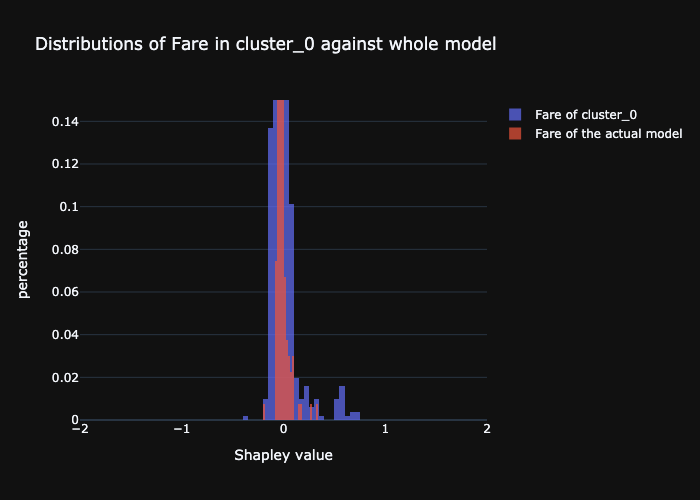 Distributions of Fare in cluster_0 against whole model
Fare of cluster_0
Fare of the actual model
percentage
0.14
0.12
0.1
0.08
0.06
0.04
0.02
0
−2
−1
0
1
2
Shapley value